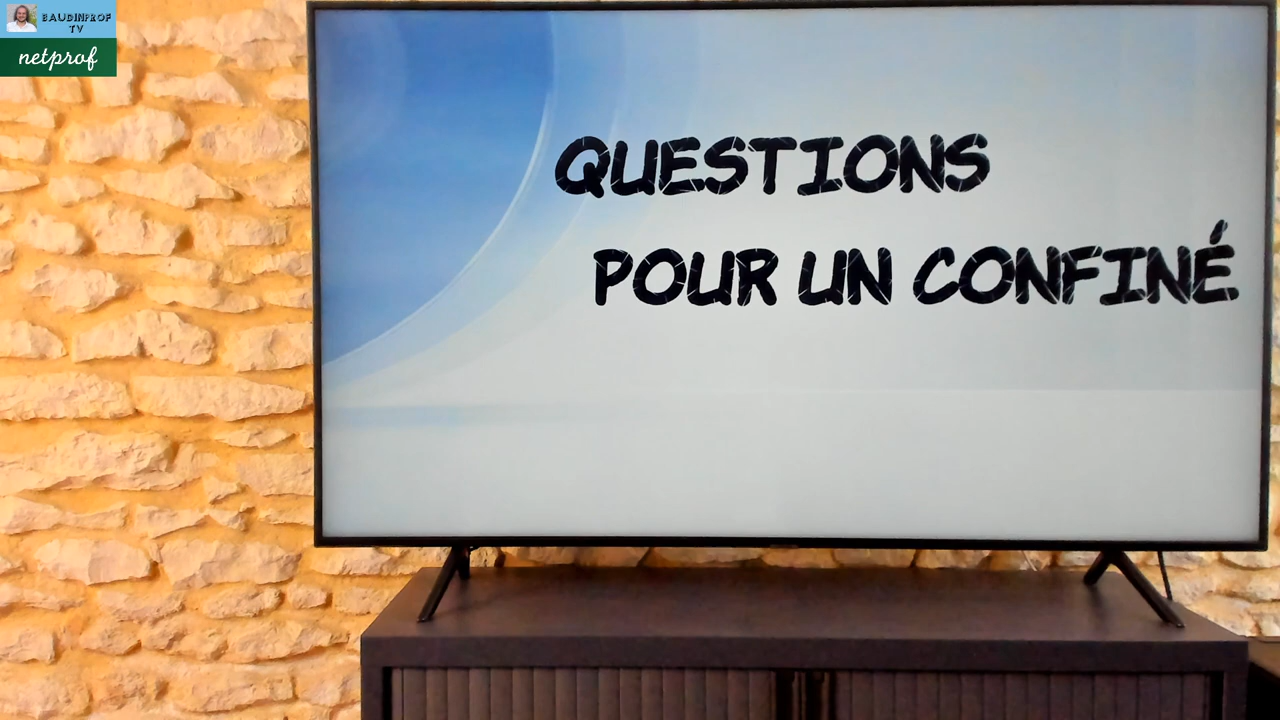 BAUDINPROF
TV
netprof
QUESTIONS
POUR UN CONFINÉ